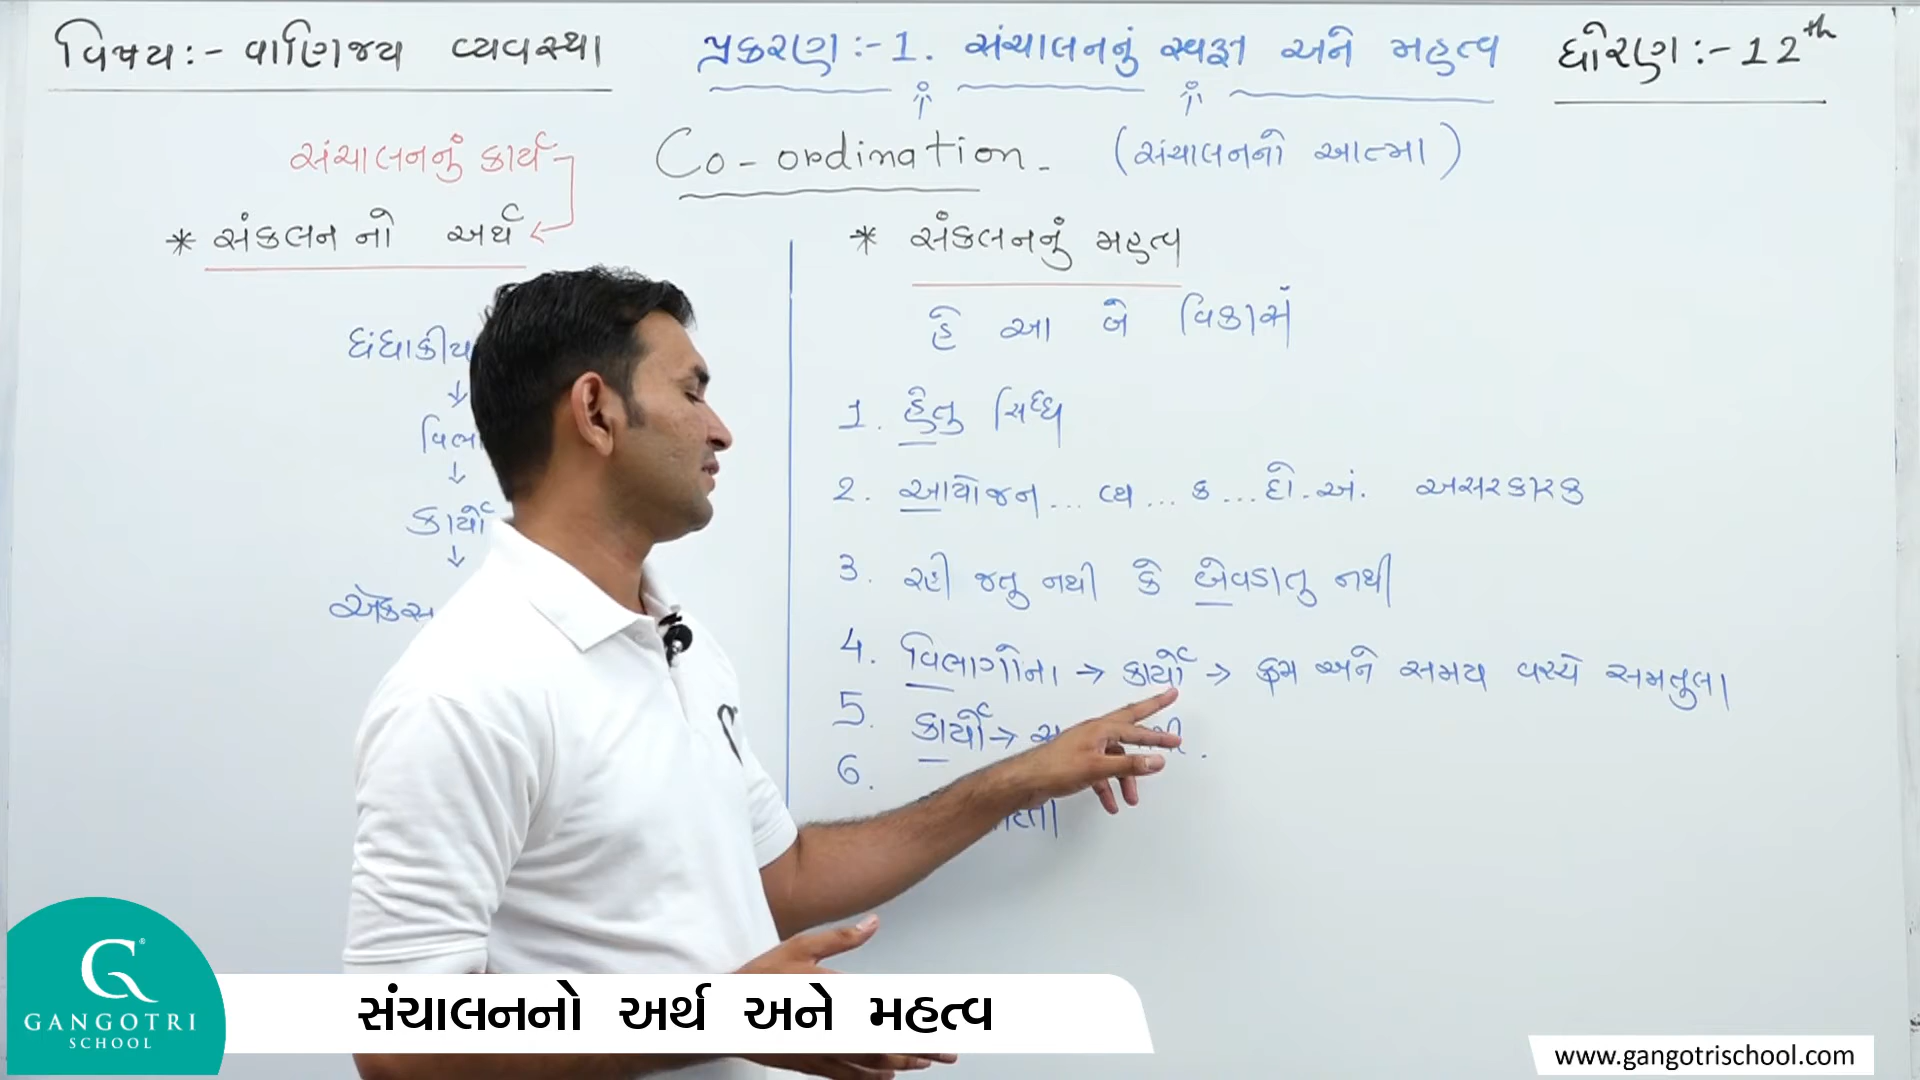 વિષય:- વાણિજ્ય વ્યવસ્થા
પ્રકરણ:-1. સંચાલનનું સ્વરૂપ અને મહત્વ
ધોરણ:-12th
સંચાલનનું કાર્ય
Co-ordination
(સંચાલનનો આત્મા)
* સંકલન નો અર્થ
ધંધાકીય
↓
↓
કાર્યો
↓
* સંકલનનું મહત્વ
હે આ બે વિકાસં
1. હેતુ સિધ્ધ
2. આયોજન... વ્ય... ક... દો.અં. અસરકારક
3. રહી જતુ નથી કે બેવડાતુ નથી
4. વિભાગોના → કાર્યો → ક્રમ અને સમય વચ્ચે સમતુલા
5. કાર્યો →
6.
GANGOTRI
SCHOOL
સંચાલનનો અર્થ અને મહત્વ
www.gangotrischool.com